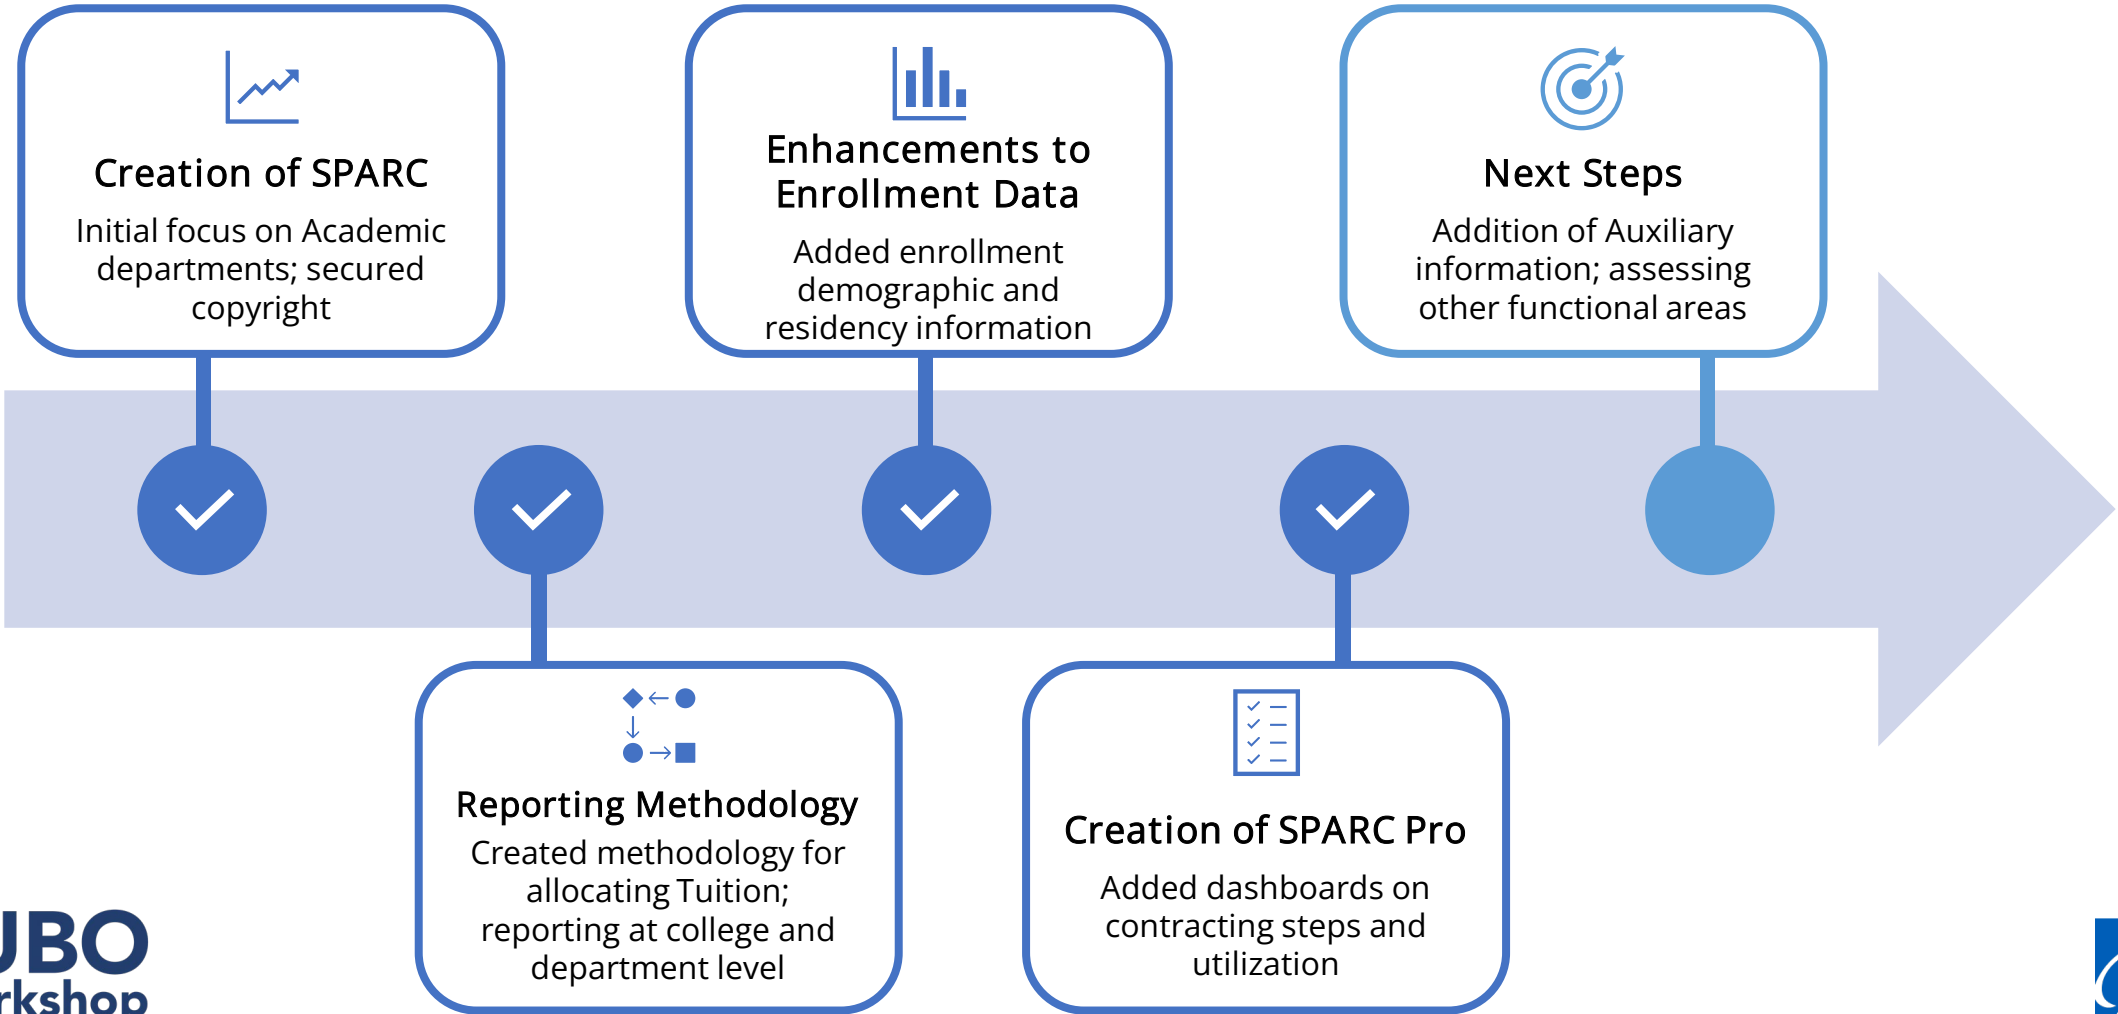 Creation of SPARC
Initial focus on Academic
departments; secured
copyright
Enhancements to
Enrollment Data
Added enrollment
demographic and
residency information
Next Steps
Addition of Auxiliary
information; assessing
other functional areas
Reporting Methodology
Created methodology for
allocating Tuition;
reporting at college and
department level
Creation of SPARC Pro
Added dashboards on
contracting steps and
utilization